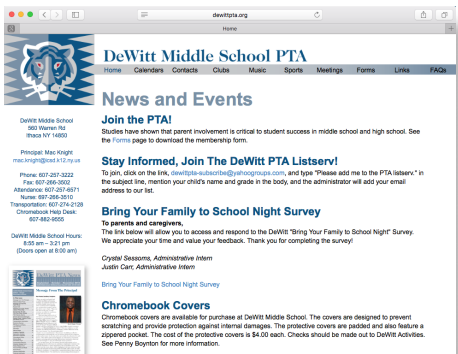 dewittpta.org
Home
DeWitt Middle School PTA
Home Calendars Contacts Clubs Music Sports Meetings Forms Links FAQs
DeWitt Middle School
560 Warren Rd
Ithaca NY 14850
Principal: Mac Knight
mac.knight@icsd.k12.ny.us
Phone: 607-257-3222
Fax: 607-266-3502
Attendance: 607-257-6571
Nurse: 697-266-3510
Transportation: 607-274-2128
Chromebook Help Desk:
607-882-9655
DeWitt Middle School Hours:
8:55 am – 3:21 pm
(Doors open at 8:00 am)
DeWitt PTA News
Message From The Principal
News and Events
Join the PTA!
Studies have shown that parent involvement is critical to student success in middle school and high school. See
the Forms page to download the membership form.
Stay Informed, Join The DeWitt PTA Listserv!
To join, click on the link, dewittpta-subscribe@yahoogroups.com, and type "Please add me to the PTA listserv." in
the subject line, mention your child's name and grade in the body, and the administrator will add your email
address to our list.
Bring Your Family to School Night Survey
To parents and caregivers,
The link below will allow you to access and respond to the DeWitt "Bring Your Family to School Night" Survey.
We appreciate your time and value your feedback. Thank you for completing the survey!
Crystal Sessoms, Administrative Intern
Justin Carr, Administrative Intern
Bring Your Family to School Night Survey
Chromebook Covers
Chromebook covers are available for purchase at DeWitt Middle School. The covers are designed to prevent
scratching and provide protection against internal damages. The protective covers are padded and also feature a
zippered pocket. The cost of the protective covers is $4.00 each. Checks should be made out to DeWitt Activities.
See Penny Boynton for more information.